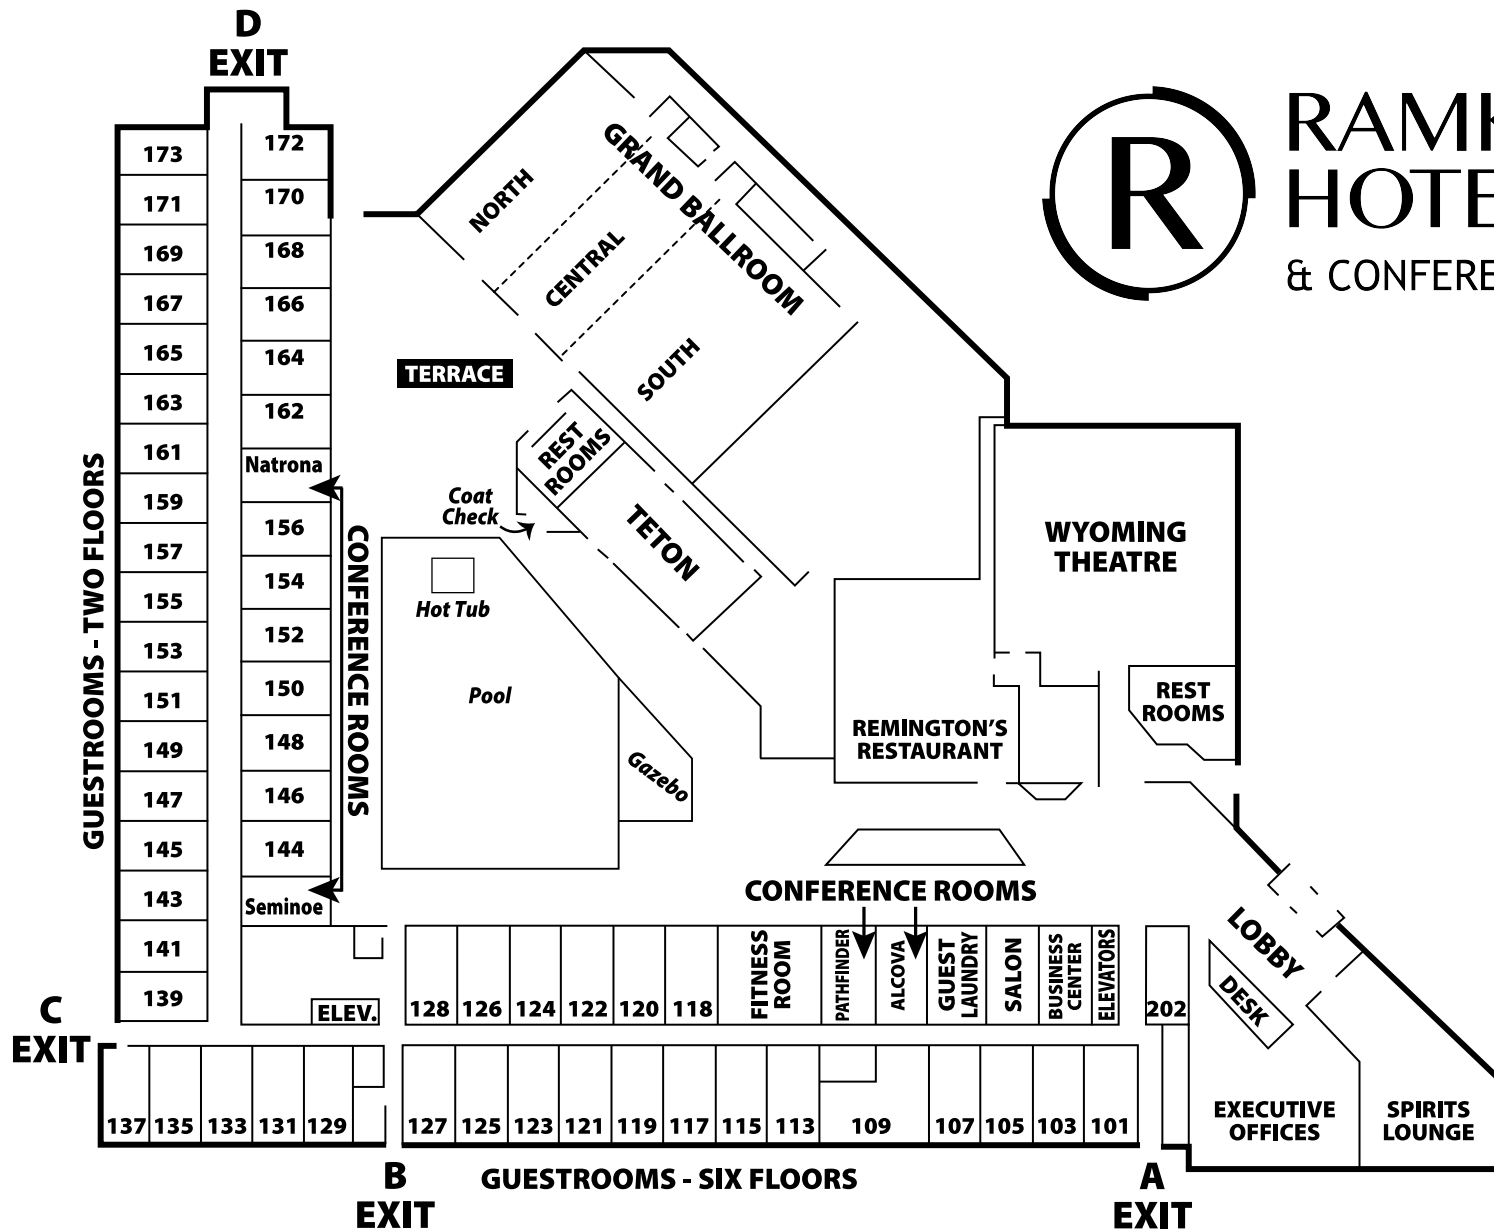 D
EXIT
RAMK
HOTE
& CONFERE
R
173
171
169
167
165
163
161
159
157
155
153
151
149
147
145
143
141
139
172
170
168
166
164
162
Natrona
156
154
152
150
148
146
144
Seminoe
GUESTROOMS - TWO FLOORS
CONFERENCE ROOMS
NORTH
CENTRAL
SOUTH
GRAND BALLROOM
TERRACE
REST
ROOMS
Coat
Check
TETON
Hot Tub
Pool
Gazebo
WYOMING
THEATRE
REST
ROOMS
REMINGTON'S
RESTAURANT
CONFERENCE ROOMS
LOBBY
DESK
C
EXIT
ELEV.
128
126
124
122
120
118
FITNESS
ROOM
PATHFINDER
ALCOVA
GUEST
LAUNDRY
SALON
BUSINESS
CENTER
ELEVATORS
202
137
135
133
131
129
127
125
123
121
119
117
115
113
109
107
105
103
101
EXECUTIVE
OFFICES
SPIRITS
LOUNGE
B
EXIT
GUESTROOMS - SIX FLOORS
A
EXIT